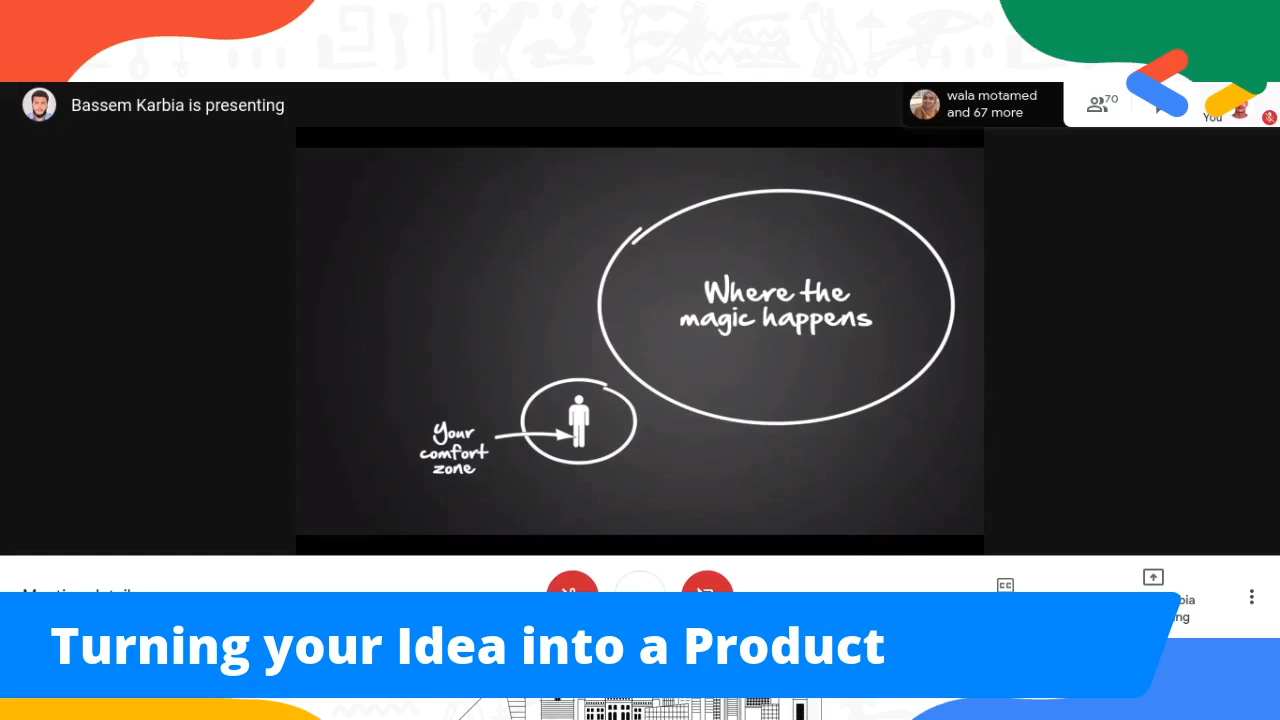 Bassem Karbia is presenting
wala motamed
and 67 more
70
You
Where the
magic happens
Your
comfort
zone
CC
Turning your Idea into a Product